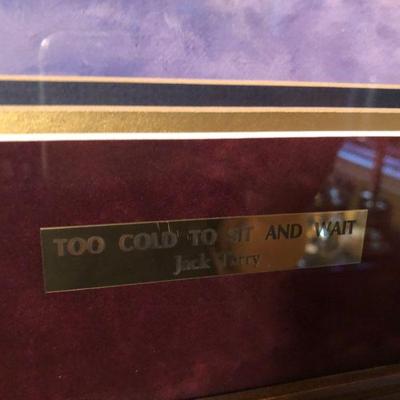 TOO COLD TO SIT AND WAIT
Jack Terry